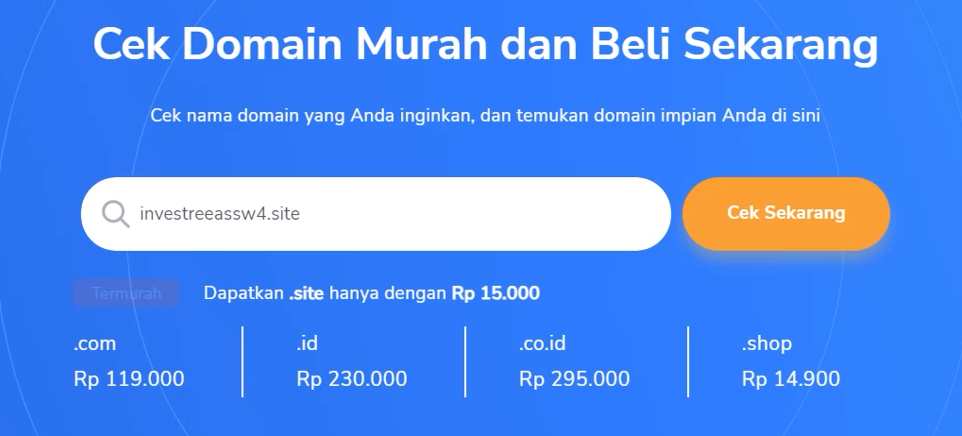 Cek Domain Murah dan Beli Sekarang
Cek nama domain yang Anda inginkan, dan temukan domain impian Anda di sini
investreeassw4.site
Cek Sekarang
Termurah Dapatkan .site hanya dengan Rp 15.000
.com .id .co.id .shop
Rp 119.000 Rp 230.000 Rp 295.000 Rp 14.900